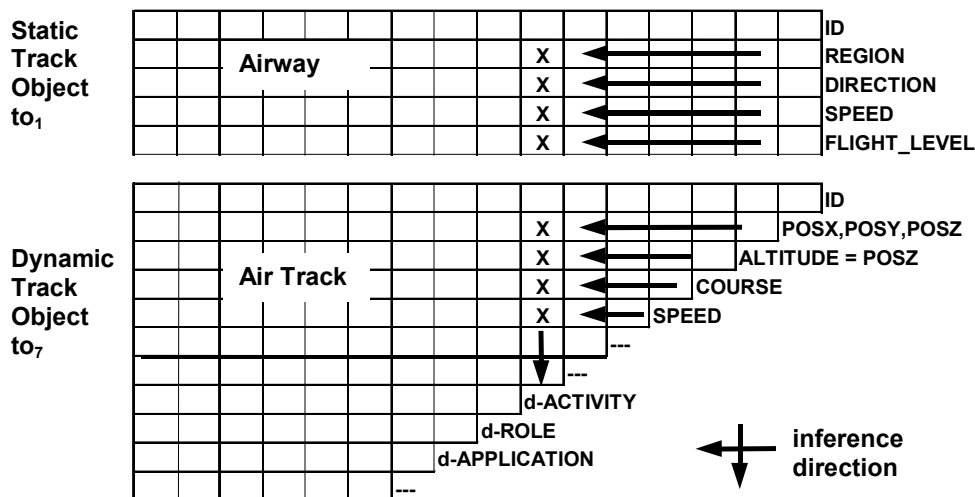 Static
Track
Object
to1
Airway
ID
X
REGION
X
DIRECTION
X
SPEED
X
FLIGHT_LEVEL
Dynamic
Track
Object
to7
Air Track
ID
X
POSX,POSY,POSZ
X
ALTITUDE = POSZ
X
COURSE
X
SPEED
---
---
d-ACTIVITY
d-ROLE
d-APPLICATION
---
inference
direction